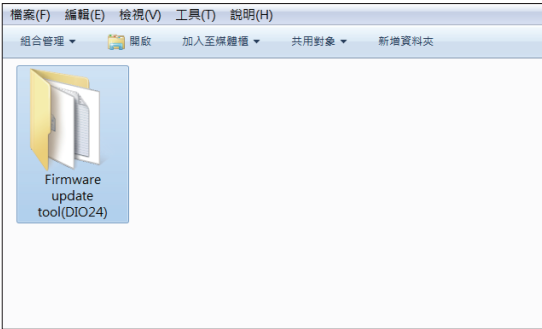 檔案(F) 編輯(E) 檢視(V) 工具(T) 說明(H)
組合管理 ▼ 開啟 加入至媒體櫃 ▼ 共用對象 ▼ 新增資料夾
Firmware
update
tool(DIO24)